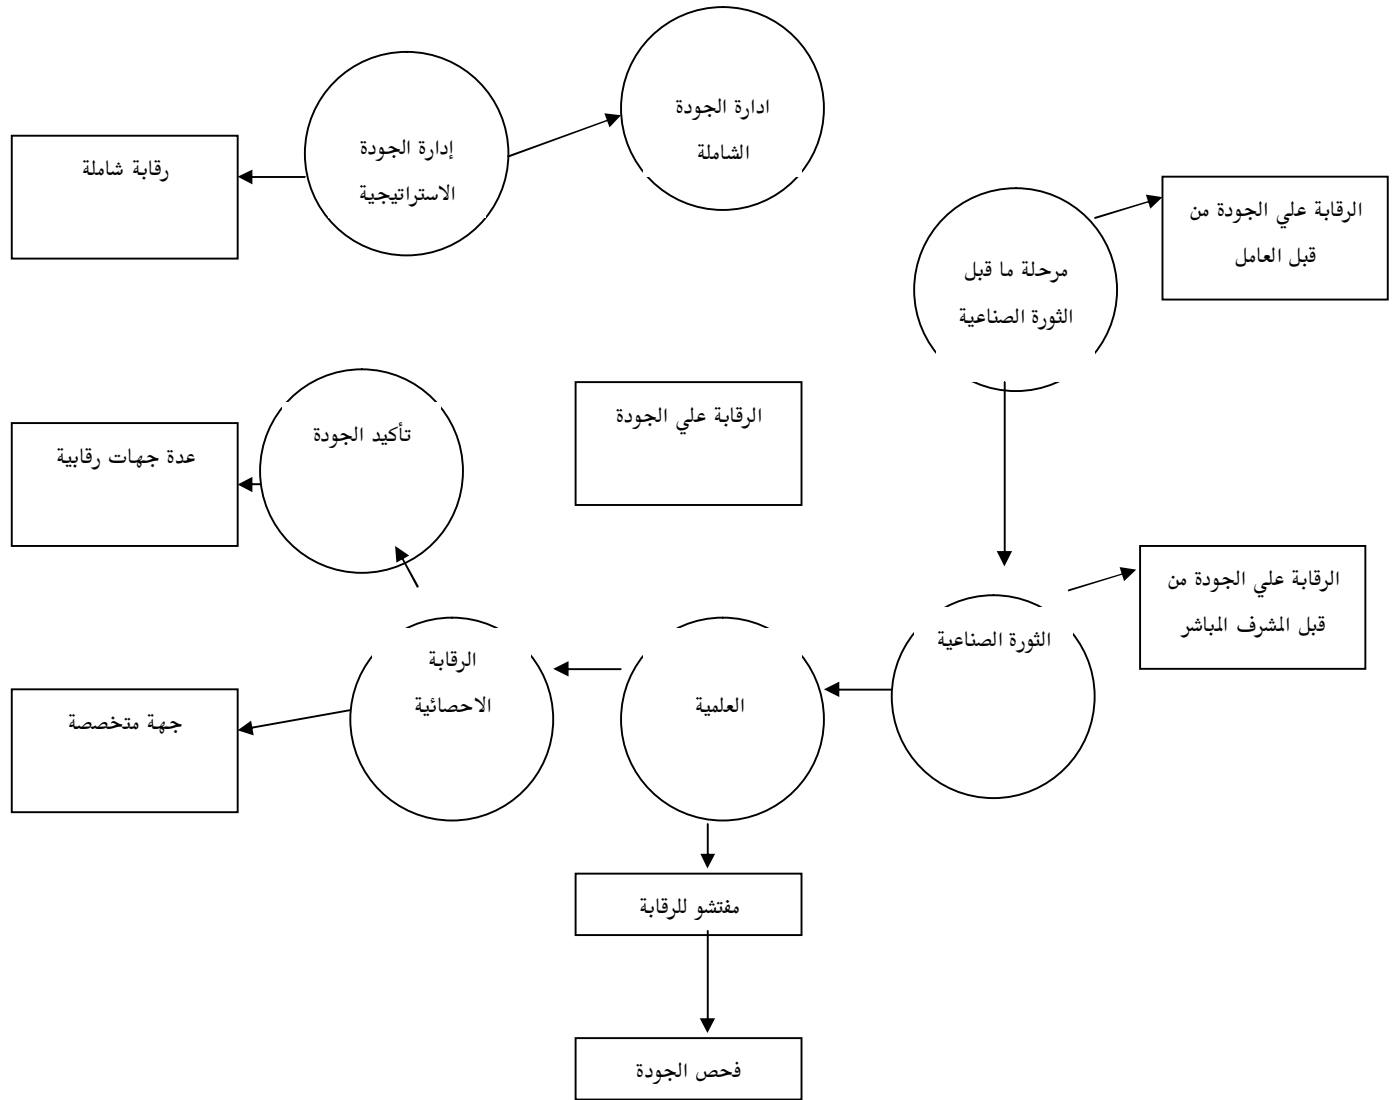 ادارة الجودة
الشاملة
إدارة الجودة
الاستراتيجية
رقابة شاملة
الرقابة علي الجودة من
قبل العامل
مرحلة ما قبل
الثورة الصناعية
الرقابة علي الجودة
تأكيد الجودة
عدة جهات رقابية
الرقابة علي الجودة من
قبل المشرف المباشر
الثورة الصناعية
العلمية
الرقابة
الاحصائية
جهة متخصصة
مفتشو للرقابة
فحص الجودة